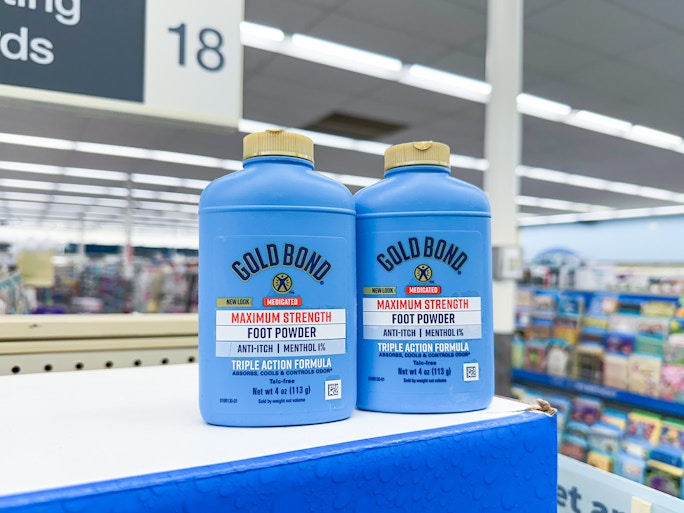 ting
rds
18
GOLD BOND®
NEW LOOK
MEDICATED
MAXIMUM STRENGTH
FOOT POWDER
ANTI-ITCH | MENTHOL 1%
TRIPLE ACTION FORMULA
ABSORBS, COOLS & CONTROLS ODOR*
Talc-free
Net wt 4 oz (113 g)
Sold by weight not volume
GOLD BOND®
NEW LOOK
MEDICATED
MAXIMUM STRENGTH
FOOT POWDER
ANTI-ITCH | MENTHOL 1%
TRIPLE ACTION FORMULA
ABSORBS, COOLS & CONTROLS ODOR*
Talc-free
Net wt 4 oz (113 g)
Sold by weight not volume
et a